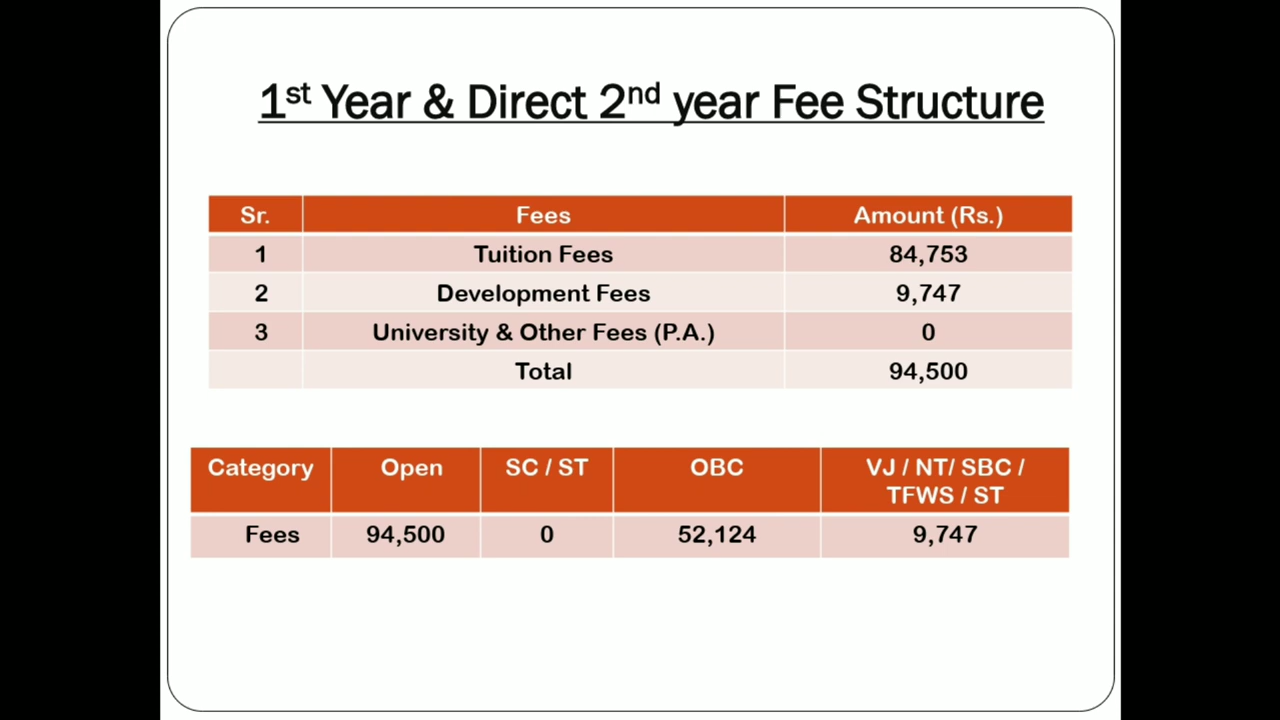 1st Year & Direct 2nd year Fee Structure
Sr. Fees Amount (Rs.)
1 Tuition Fees 84,753
2 Development Fees 9,747
3 University & Other Fees (P.A.) 0
Total 94,500
Category Open SC / ST OBC VJ / NT/ SBC /
TFWS / ST
Fees 94,500 0 52,124 9,747